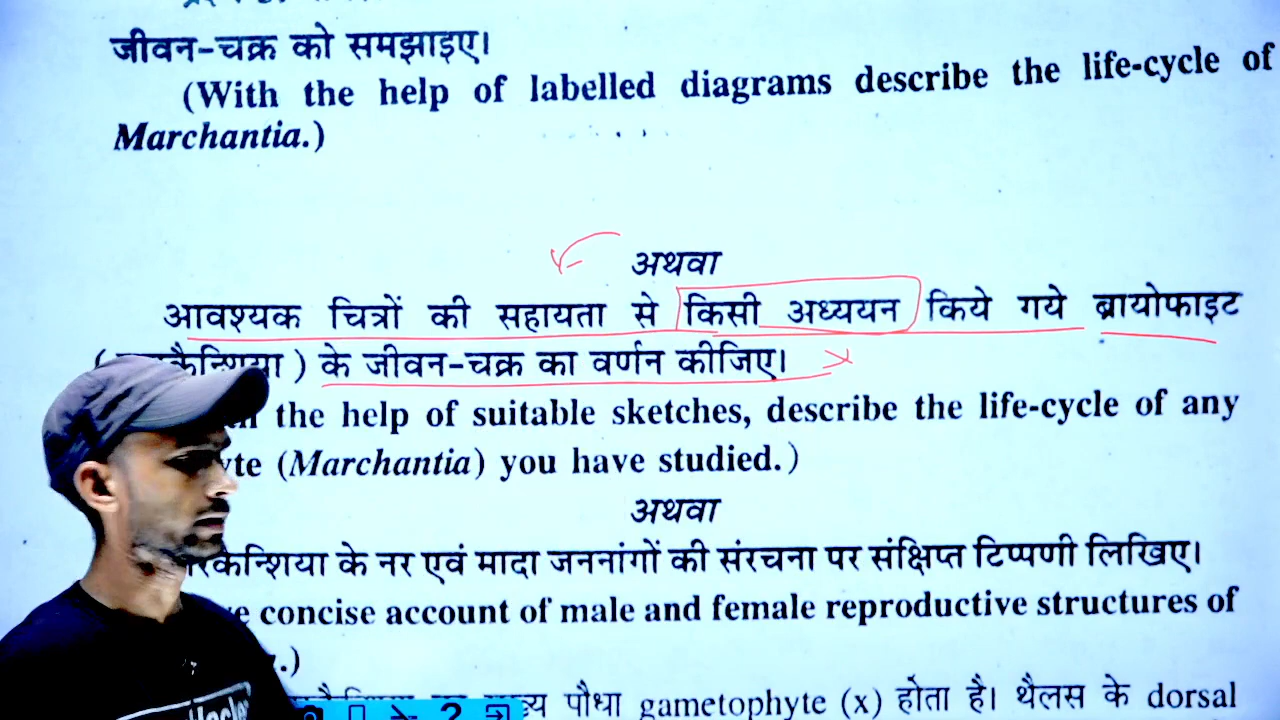 जीवन-चक्र को समझाइए।
(With the help of labelled diagrams describe the life-cycle of
Marchantia.)
अथवा
आवश्यक चित्रों की सहायता से किसी अध्ययन किये गये ब्रायोफाइट
) के जीवन-चक्र का वर्णन कीजिए।
the help of suitable sketches, describe the life-cycle of any
(Marchantia) you have studied.)
अथवा
के नर एवं मादा जननांगों की संरचना पर संक्षिप्त टिप्पणी लिखिए।
concise account of male and female reproductive structures of
पौधा gametophyte (x) होता है। थैलस के dorsal